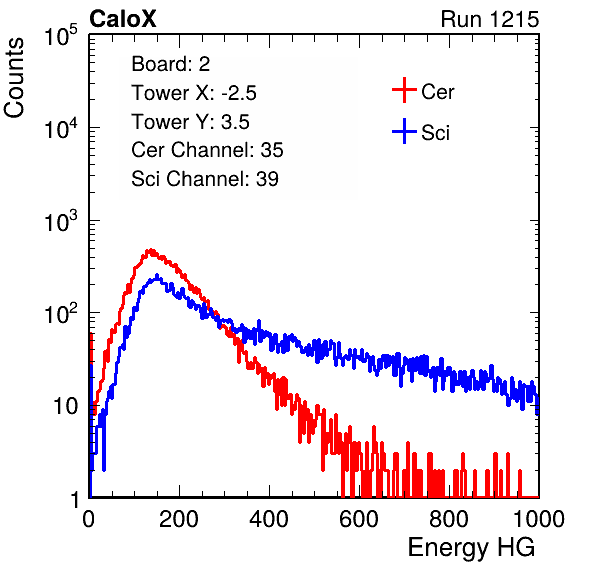 CaloX Run 1215
Counts
10^5
10^4
10^3
10^2
10
1
Board: 2
Tower X: -2.5
Tower Y: 3.5
Cer Channel: 35
Sci Channel: 39
Cer
Sci
0 200 400 600 800 1000
Energy HG